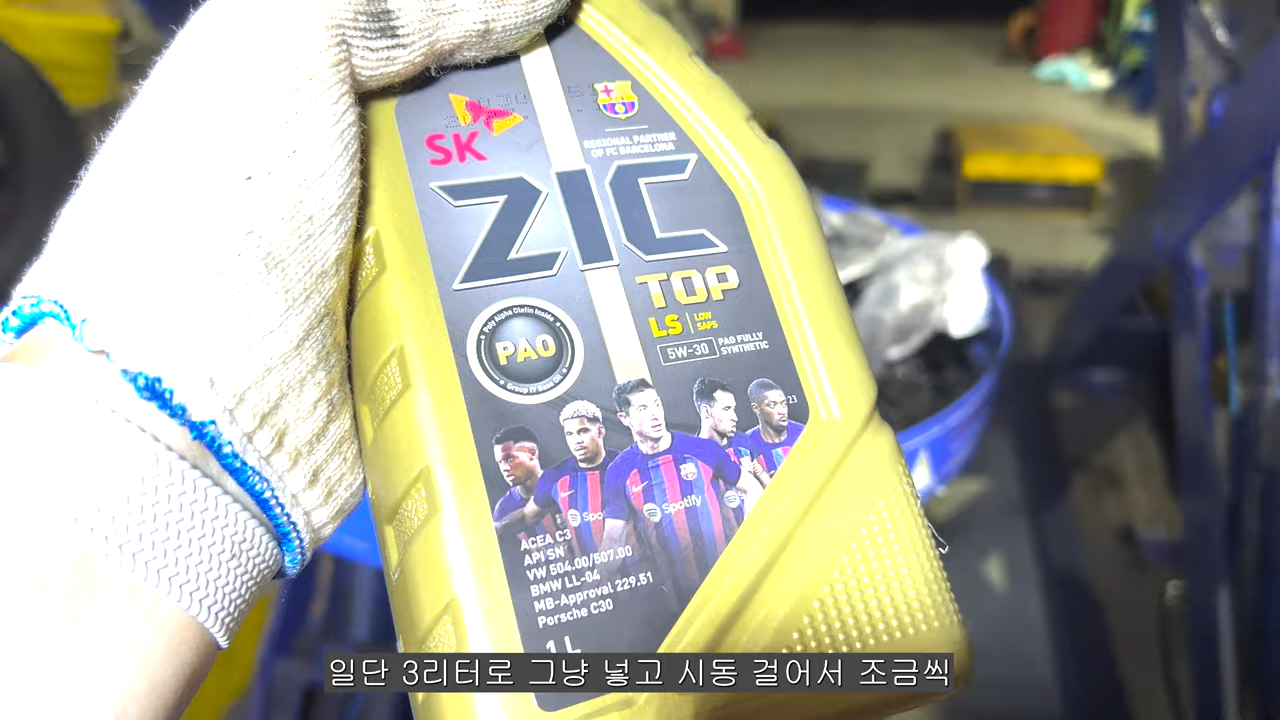 SK
REGIONAL PARTNER
OF FC BARCELONA
ZIC
TOP
LS
LOW
SAPS
5W-30
PAO FULLY
SYNTHETIC
Poly Alpha Olefin Inside
PAO
Group IV Base Oil
23
Spotify
Spo
ACEA C3
API SN
VW 504.00/507.00
BMW LL-04
MB-Approval 229.51
Porsche C30
1 L
일단 3리터로 그냥 넣고 시동 걸어서 조금씩